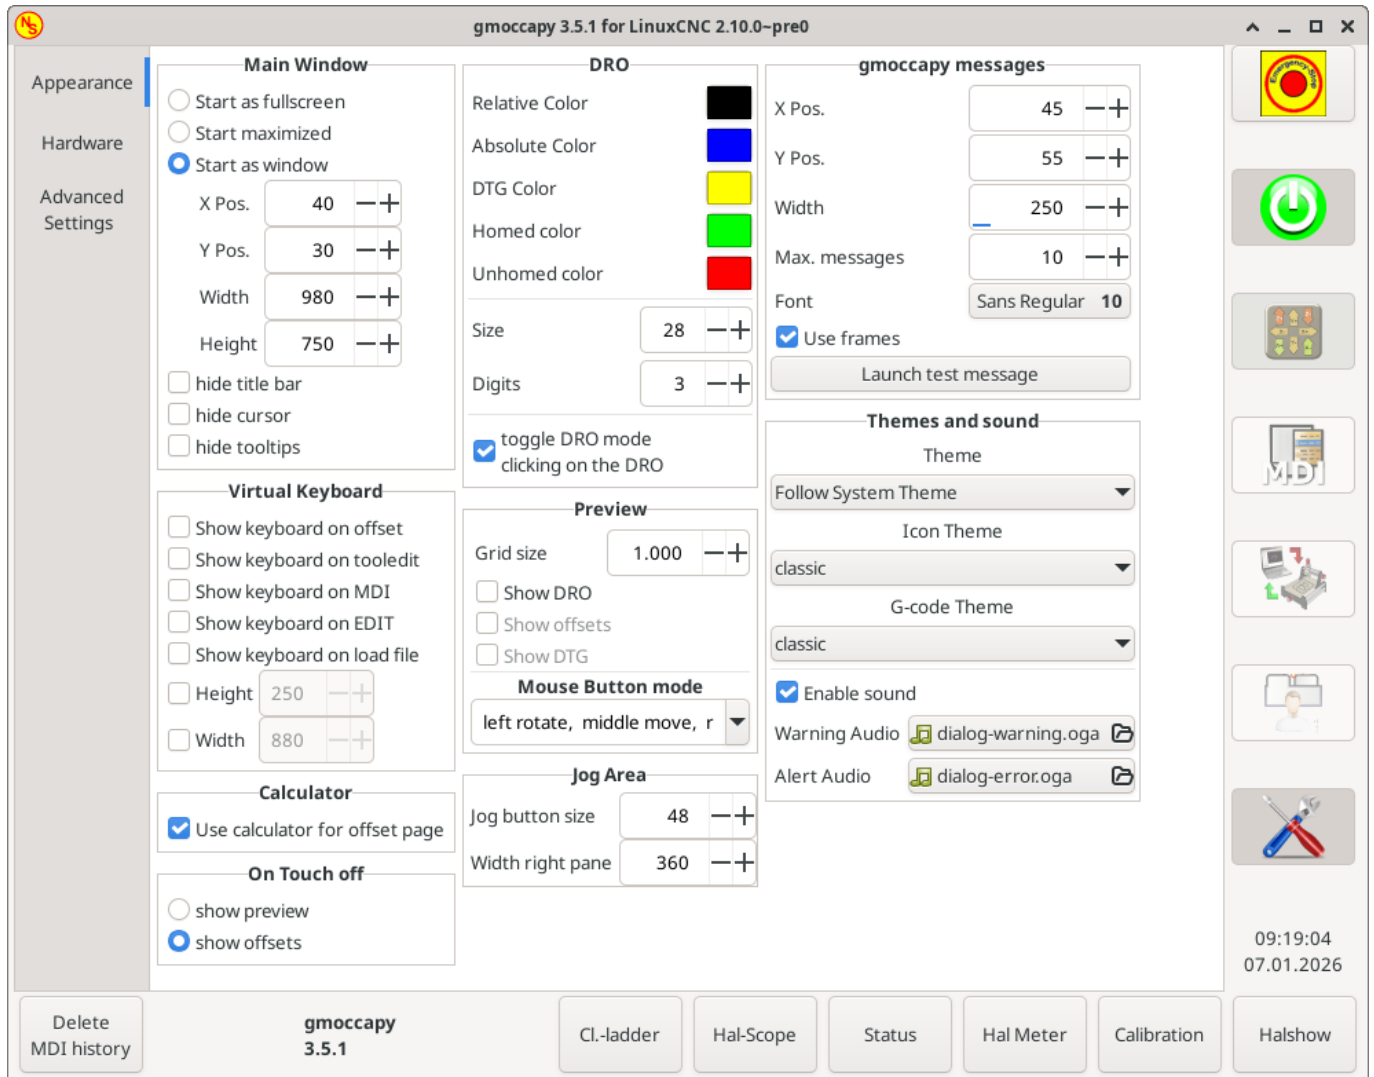 NS
gmoccapy 3.5.1 for LinuxCNC 2.10.0~pre0
Appearance
Hardware
Advanced
Settings
Main Window
Start as fullscreen
Start maximized
Start as window
X Pos. 40
Y Pos. 30
Width 980
Height 750
hide title bar
hide cursor
hide tooltips
Virtual Keyboard
Show keyboard on offset
Show keyboard on tooledit
Show keyboard on MDI
Show keyboard on EDIT
Show keyboard on load file
Height 250
Width 880
Calculator
Use calculator for offset page
On Touch off
show preview
show offsets
DRO
Relative Color
Absolute Color
DTG Color
Homed color
Unhomed color
Size 28
Digits 3
toggle DRO mode
clicking on the DRO
Preview
Grid size 1.000
Show DRO
Show offsets
Show DTG
Mouse Button mode
left rotate, middle move, r
Jog Area
Jog button size 48
Width right pane 360
gmoccapy messages
X Pos. 45
Y Pos. 55
Width 250
Max. messages 10
Font Sans Regular 10
Use frames
Launch test message
Themes and sound
Theme
Follow System Theme
Icon Theme
classic
G-code Theme
classic
Enable sound
Warning Audio dialog-warning.oga
Alert Audio dialog-error.oga
Emergency-Stop
MDI
09:19:04
07.01.2026
Delete
MDI history
gmoccapy
3.5.1
Cl.-ladder
Hal-Scope
Status
Hal Meter
Calibration
Halshow